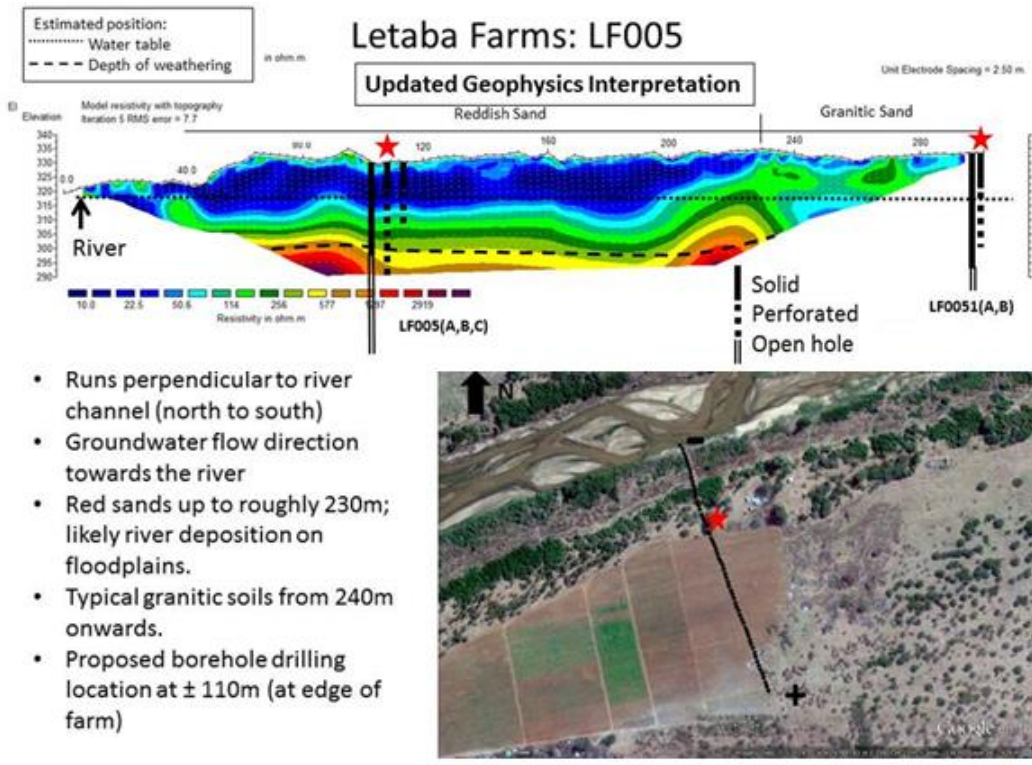 Estimated position:
Water table
Depth of weathering
Letaba Farms: LF005
in ohm.m
Updated Geophysics Interpretation
Unit Electrode Spacing = 2.50 m.
El
Elevation
Model resistivity with topography
Iteration 5 RMS error = 7.7
Reddish Sand
Granitic Sand
340
335
330
325
320
315
310
305
300
295
290
0.0
40.0
80.0
120
160
200
240
280
River
10.0 22.5 50.6 114 256 577 2919
Resistivity in ohm.m
LF005(A,B,C)
Solid
Perforated
Open hole
LF0051(A,B)
• Runs perpendicular to river
channel (north to south)
• Groundwater flow direction
towards the river
• Red sands up to roughly 230m;
likely river deposition on
floodplains.
• Typical granitic soils from 240m
onwards.
• Proposed borehole drilling
location at ± 110m (at edge of
farm)
N
-
+
Google